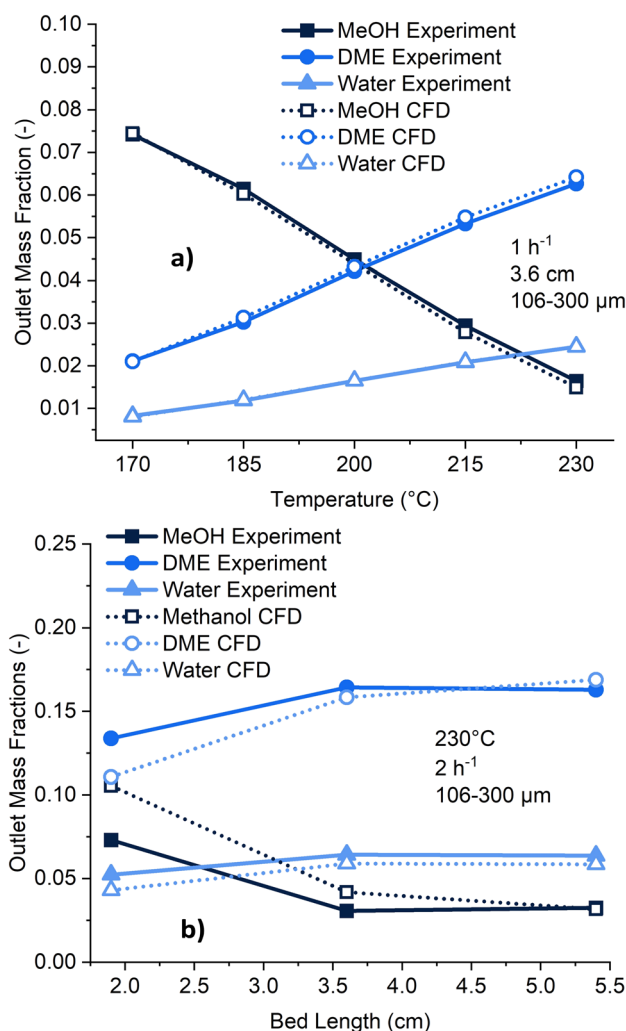 MeOH Experiment
DME Experiment
Water Experiment
MeOH CFD
DME CFD
Water CFD
a)
1 h⁻¹
3.6 cm
106-300 µm
0.10
0.09
0.08
0.07
0.06
0.05
0.04
0.03
0.02
0.01
Outlet Mass Fraction (-)
170 185 200 215 230
Temperature (°C)
MeOH Experiment
DME Experiment
Water Experiment
Methanol CFD
DME CFD
Water CFD
230°C
2 h⁻¹
106-300 µm
b)
0.25
0.20
0.15
0.10
0.05
0.00
Outlet Mass Fractions (-)
2.0 2.5 3.0 3.5 4.0 4.5 5.0 5.5
Bed Length (cm)